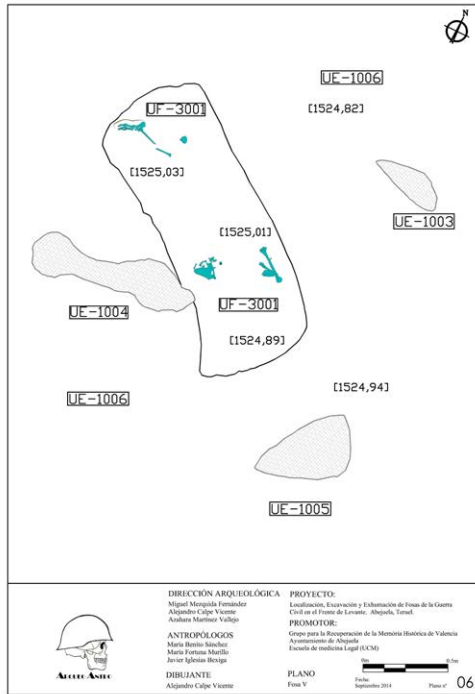 N
UE-1006
UF-3001
[1524,82]
[1525,03]
UE-1003
[1525,01]
UF-3001
UE-1004
[1524,89]
[1524,94]
UE-1006
UE-1005
DIRECCIÓN ARQUEOLÓGICA
Miguel Mezquida Fernández
Alejandro Calpe Vicente
Azahara Martínez Vallejo
ANTROPÓLOGOS
María Benito Sánchez
María Fortuna Murillo
Javier Iglesias Bexiga
DIBUJANTE
Alejandro Calpe Vicente
PROYECTO:
Localización, Excavación y Exhumación de Fosas de la Guerra
Civil en el Frente de Levante. Abejuela, Teruel.
PROMOTOR:
Grupo para la Recuperación de la Memória Histórica de Valencia
Ayuntamiento de Abejuela
Escuela de medicina Legal (UCM)
PLANO
Fosa V
0m 0,5m
Fecha:
Septiembre 2014
Plano nº 06
ARQUEO ANTRO